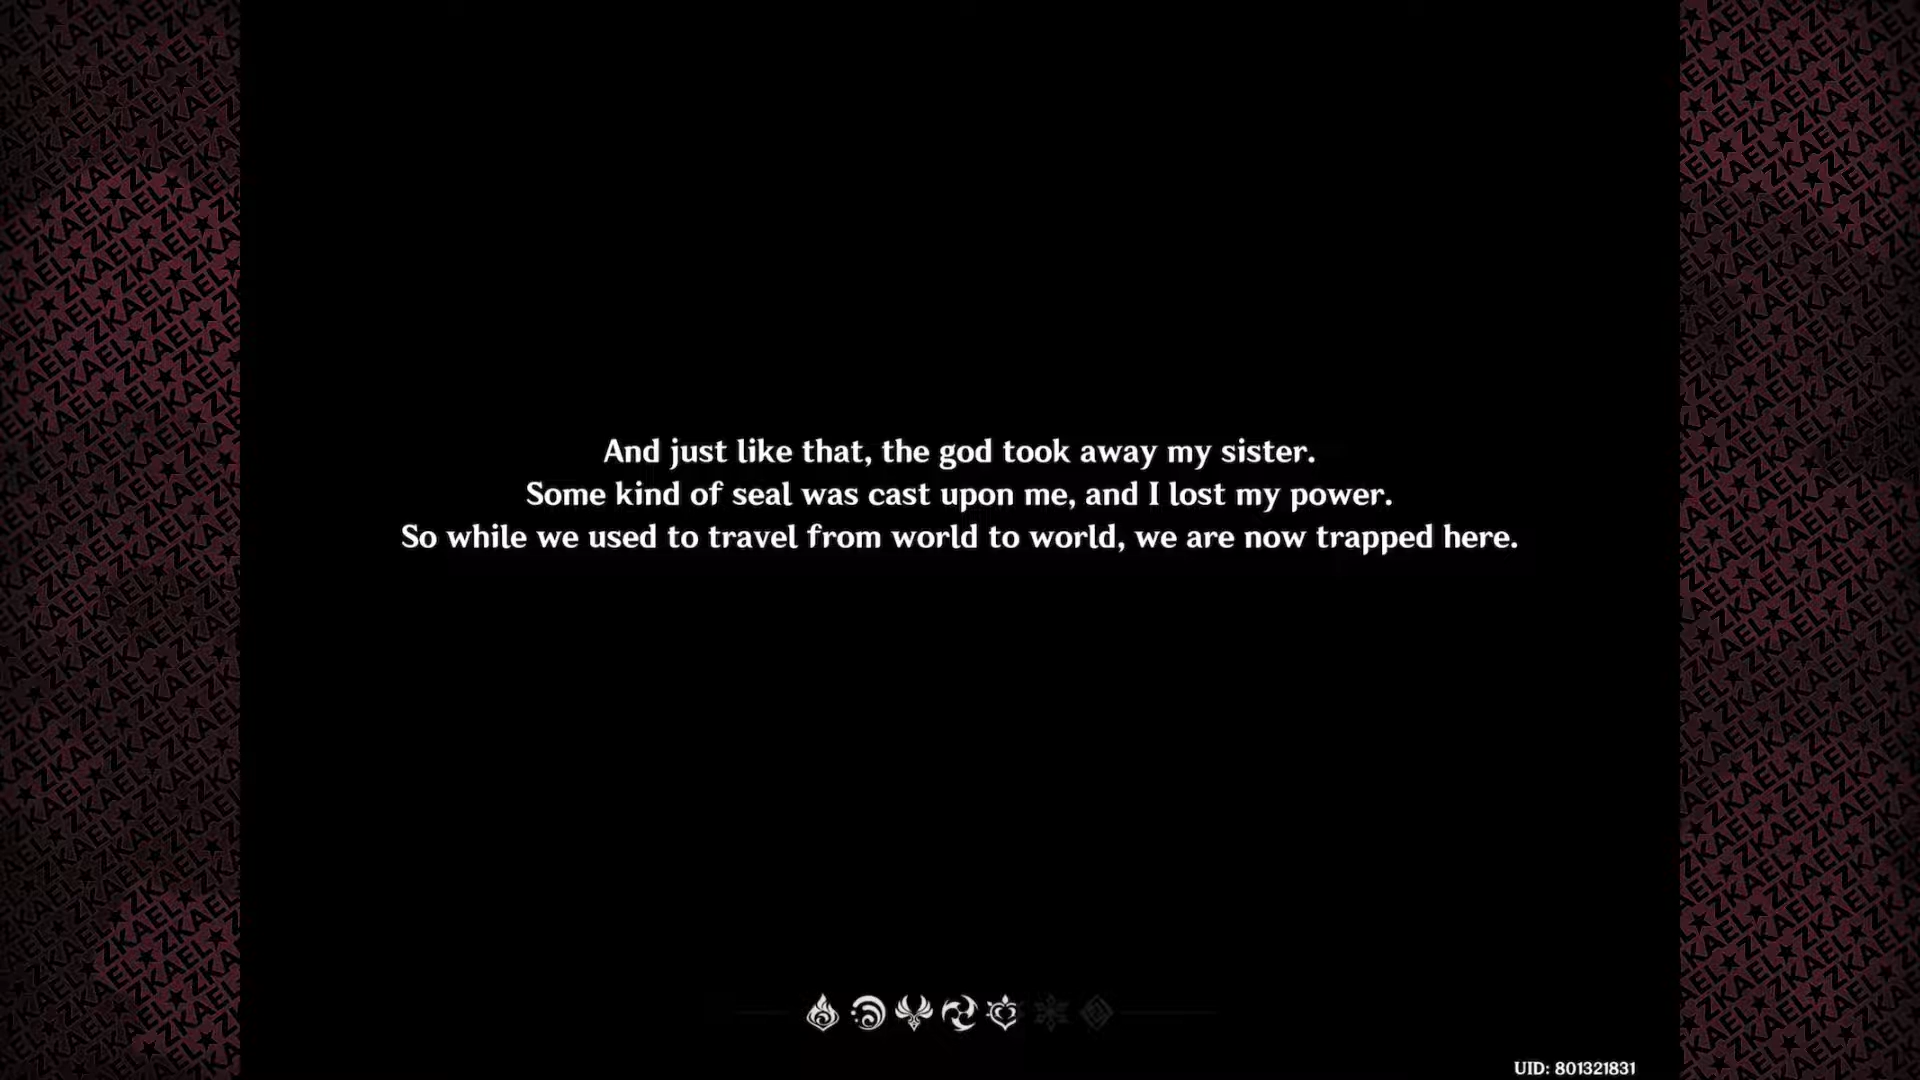 And just like that, the god took away my sister.
Some kind of seal was cast upon me, and I lost my power.
So while we used to travel from world to world, we are now trapped here.
UID: 801321831
ZKAEL